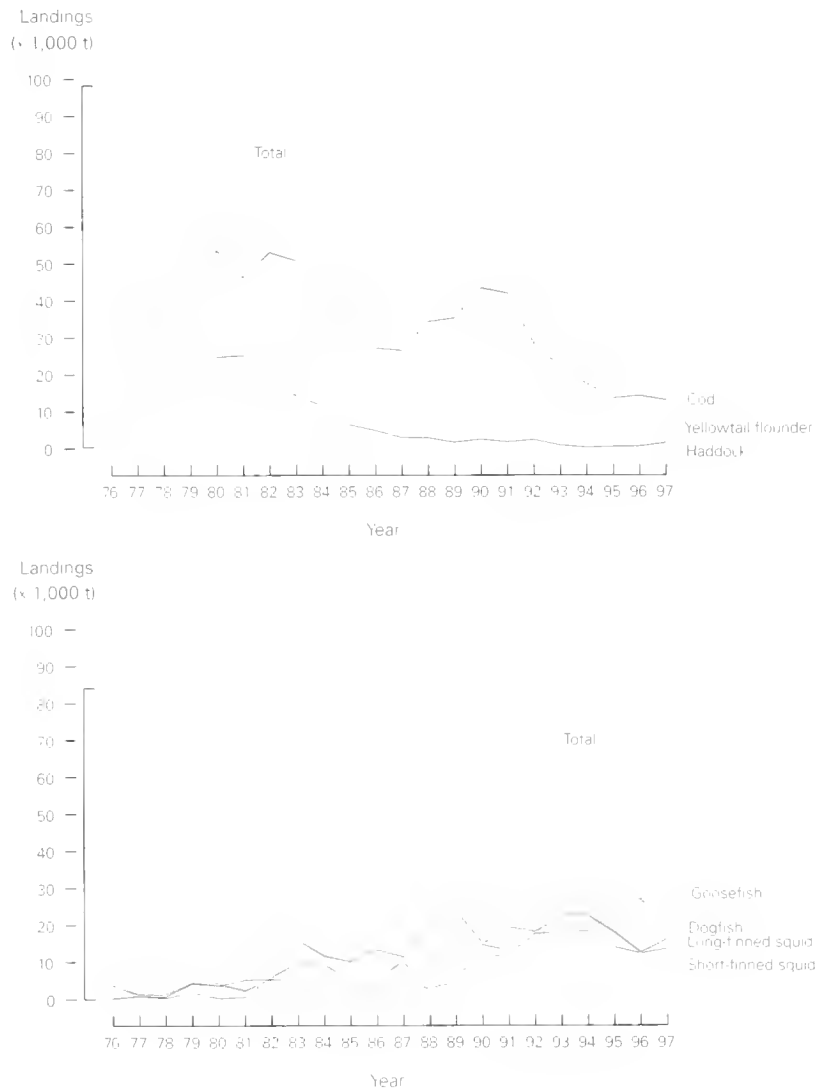 Landings
(× 1,000 t)
100
90
80
70
60
50
40
30
20
10
0
Total
Cod
Yellowtail flounder
Haddock
76 77 78 79 80 81 82 83 84 85 86 87 88 89 90 91 92 93 94 95 96 97
Year
Landings
(× 1,000 t)
100
90
80
70
60
50
40
30
20
10
0
Total
Goosefish
Dogfish
Long-finned squid
Short-finned squid
76 77 78 79 80 81 82 83 84 85 86 87 88 89 90 91 92 93 94 95 96 97
Year